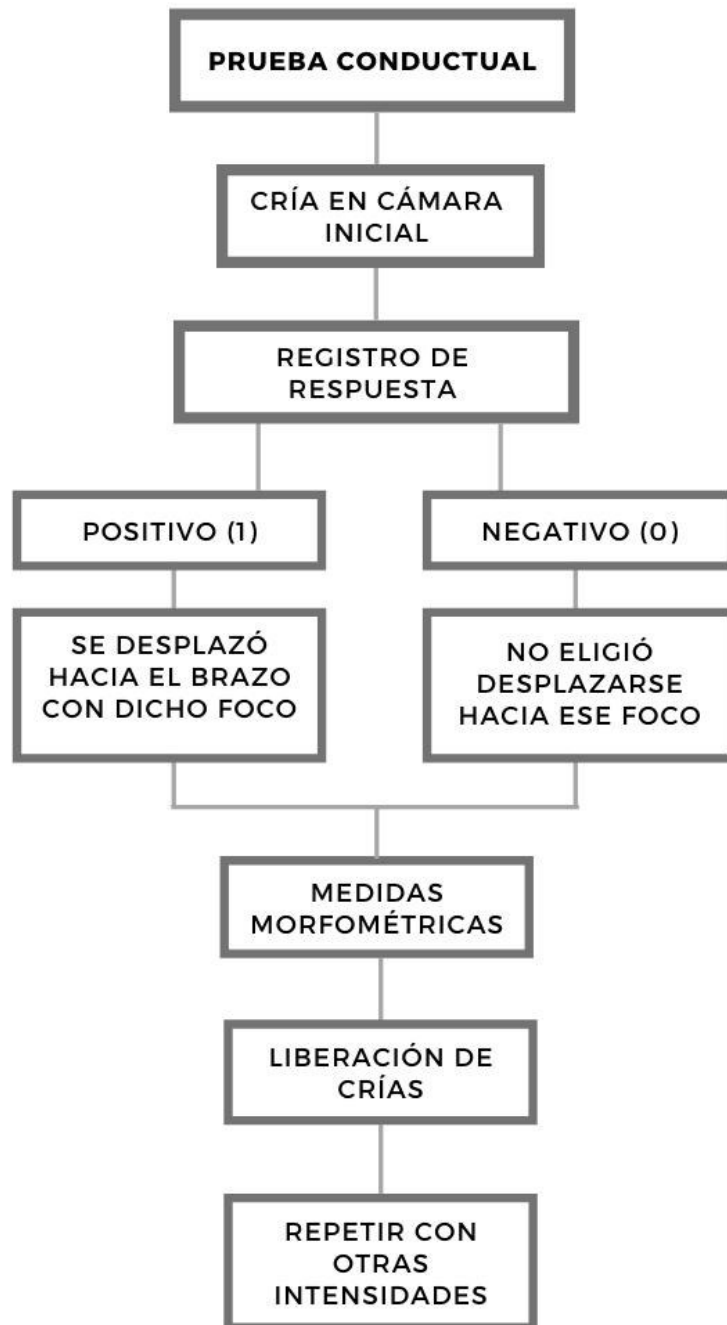 PRUEBA CONDUCTUAL
CRÍA EN CÁMARA
INICIAL
REGISTRO DE
RESPUESTA
POSITIVO (1)
NEGATIVO (0)
SE DESPLAZÓ
HACIA EL BRAZO
CON DICHO FOCO
NO ELIGIÓ
DESPLAZARSE
HACIA ESE FOCO
MEDIDAS
MORFOMÉTRICAS
LIBERACIÓN DE
CRÍAS
REPETIR CON
OTRAS
INTENSIDADES